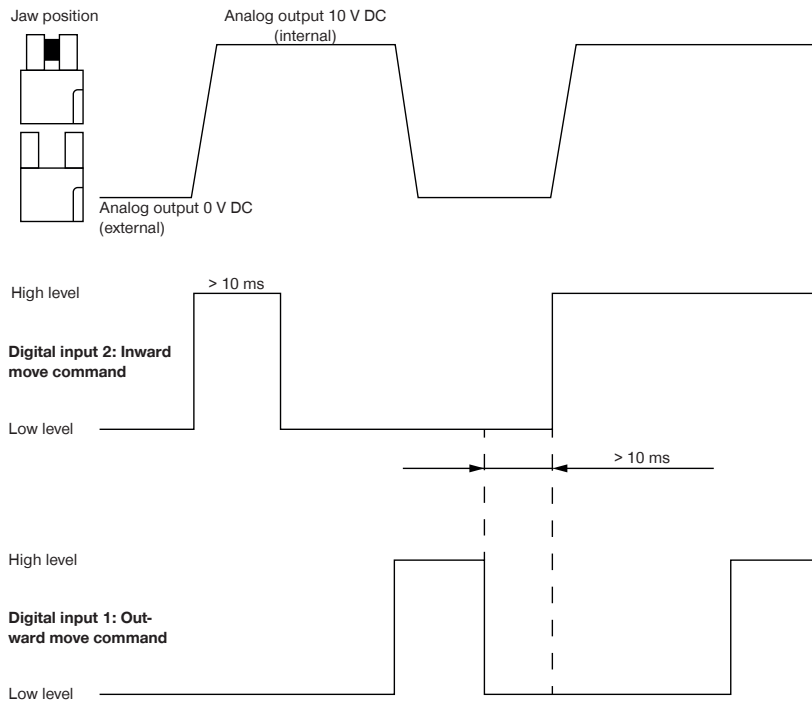 Jaw position
Analog output 10 V DC
(internal)
Analog output 0 V DC
(external)
High level
> 10 ms
Digital input 2: Inward
move command
Low level
> 10 ms
High level
Digital input 1: Out-
ward move command
Low level